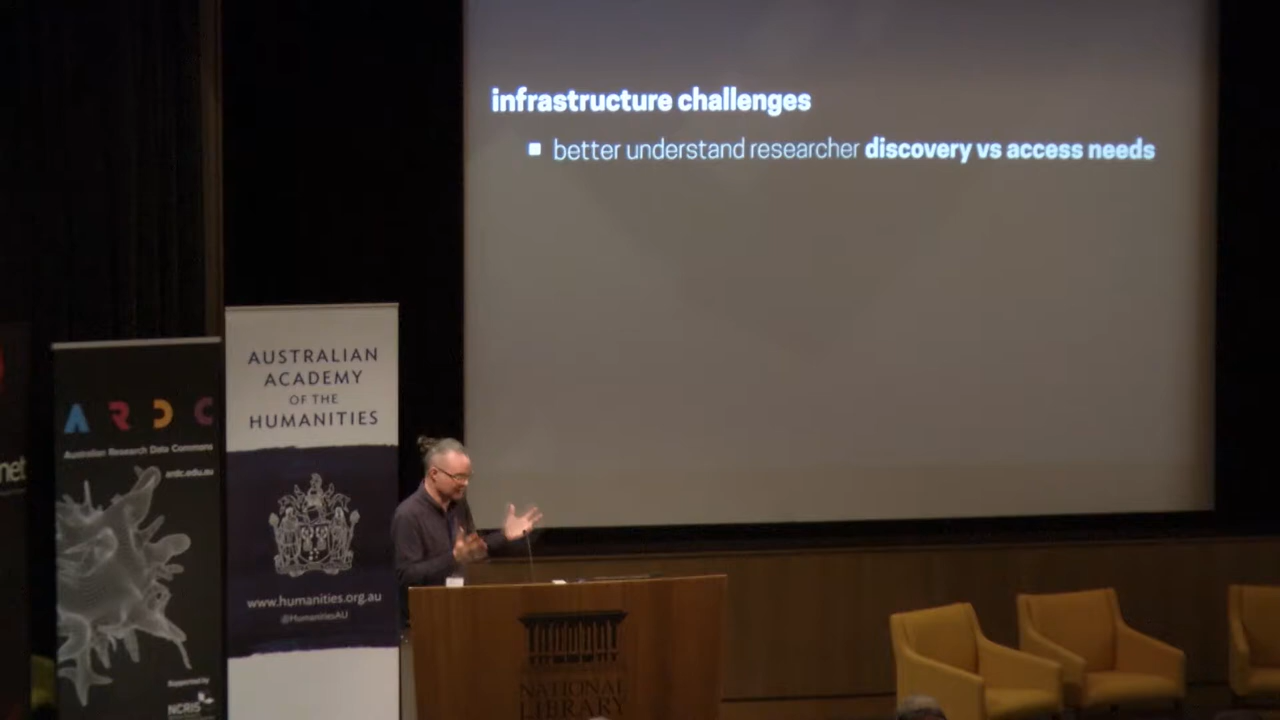 infrastructure challenges
better understand researcher discovery vs access needs
net
ARDC
Australian Research Data Commons
ardc.edu.au
Supported by
NCRIS
AUSTRALIAN
ACADEMY
OF THE
HUMANITIES
www.humanities.org.au
@HumanitiesAU
NATIONAL
LIBRARY